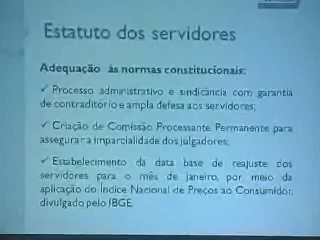 Estatuto dos servidores
Adequação às normas constitucionais:
✓ Processo administrativo e sindicância com garantia
de contraditório e ampla defesa aos servidores;
✓ Criação de Comissão Processante Permanente para
assegurar a imparcialidade dos julgadores;
✓ Estabelecimento da data base de reajuste dos
servidores para o mês de janeiro, por meio da
aplicação do Índice Nacional de Preços ao Consumidor,
divulgado pelo IBGE.